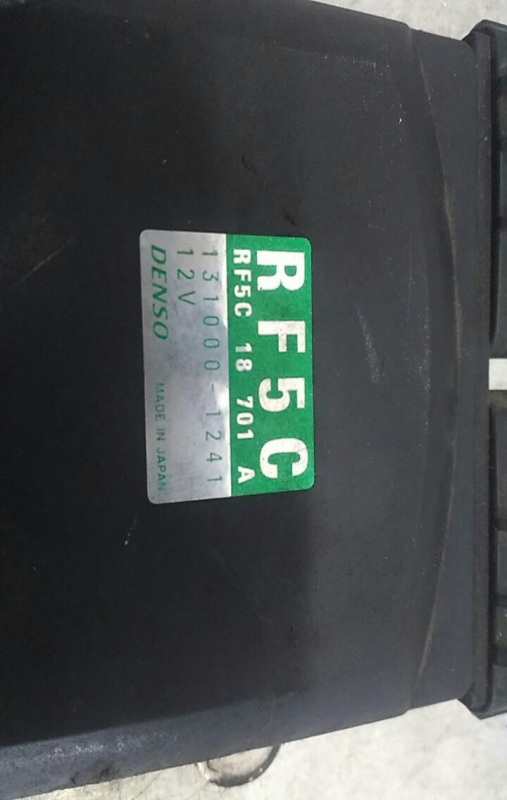 RF5C
RF5C 18 701 A
131000-1241
12V
DENSO MADE IN JAPAN